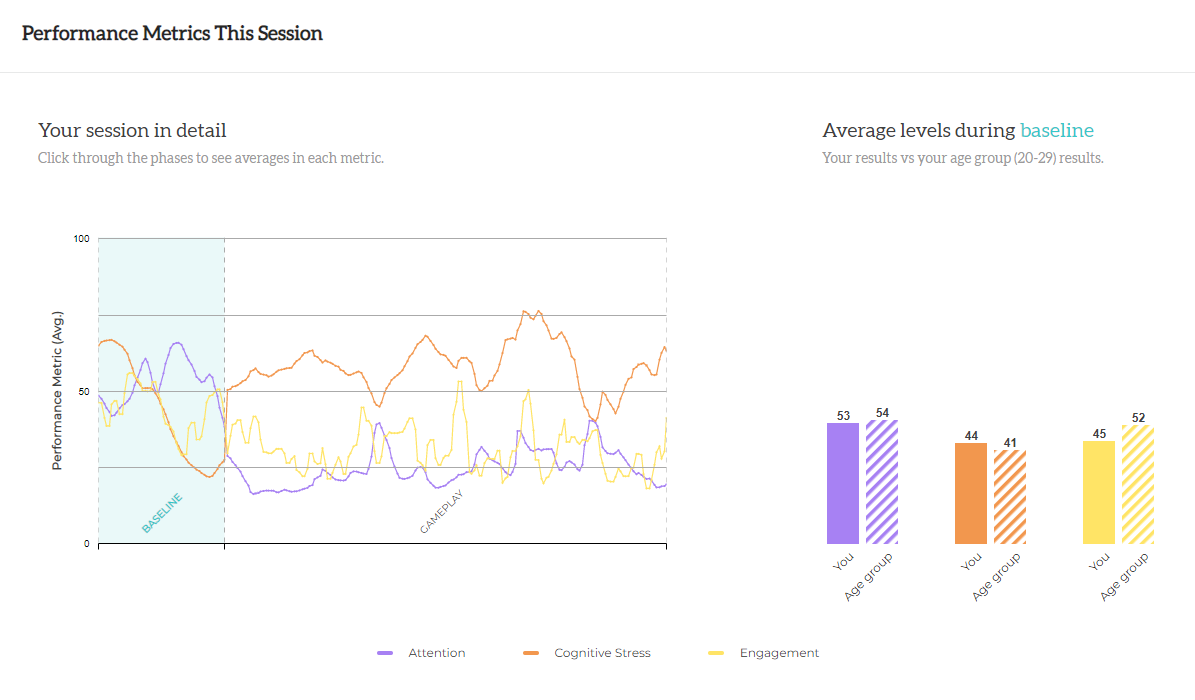 Performance Metrics This Session
Your session in detail
Click through the phases to see averages in each metric.
Average levels during baseline
Your results vs your age group (20-29) results.
Performance Metric (Avg.)
100
50
0
BASELINE
GAMEPLAY
53
54
44
41
45
52
You
Age group
You
Age group
You
Age group
Attention
Cognitive Stress
Engagement